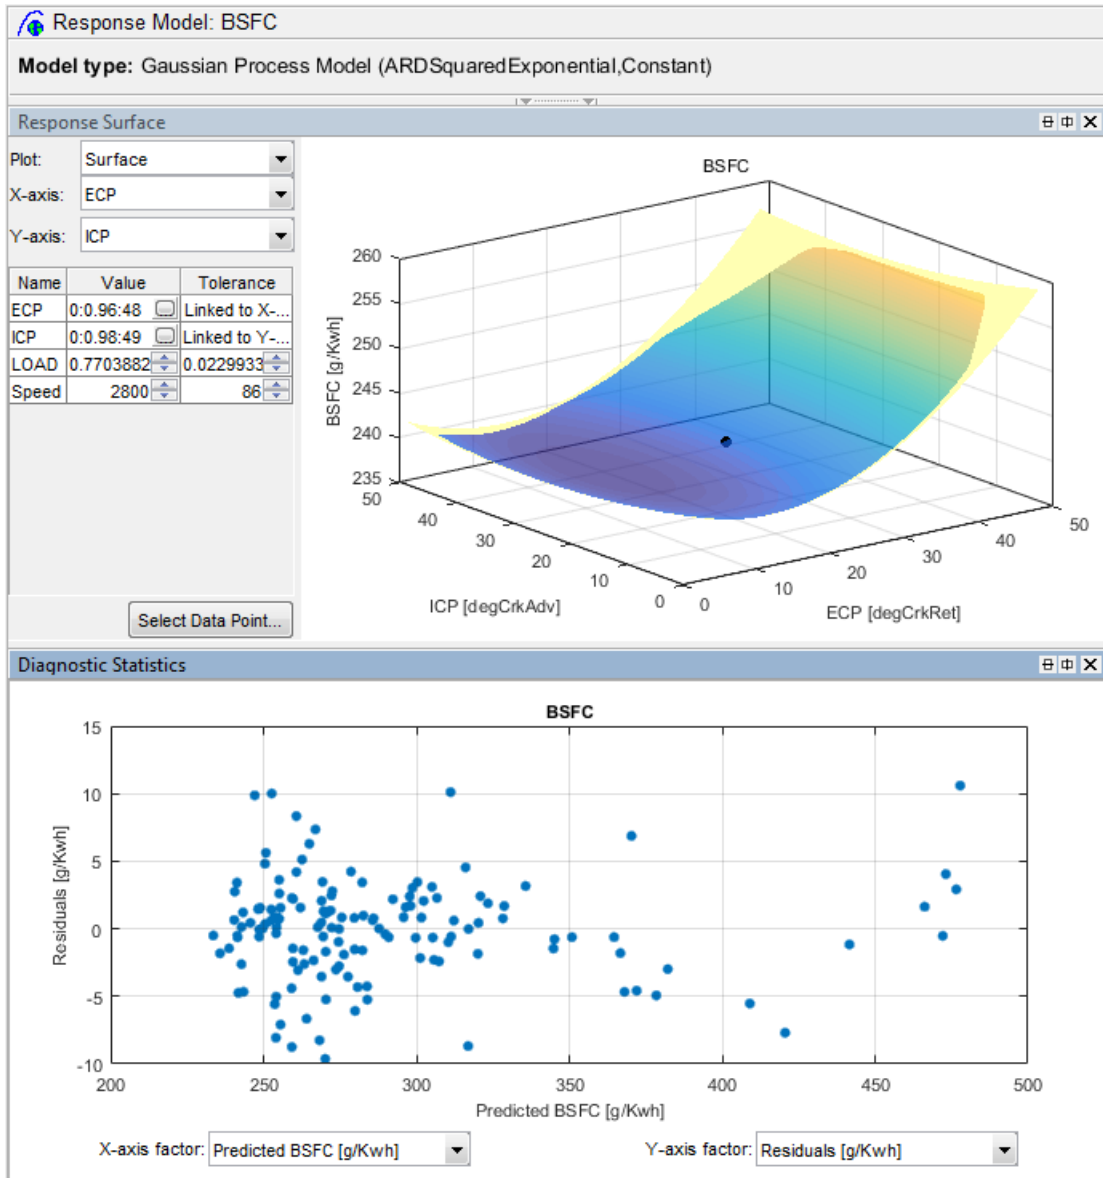 Response Model: BSFC
Model type: Gaussian Process Model (ARDSquaredExponential,Constant)
Response Surface
Plot: Surface
X-axis: ECP
Y-axis: ICP
Name Value Tolerance
ECP 0:0.96:48 Linked to X-...
ICP 0:0.98:49 Linked to Y-...
LOAD 0.7703882 0.0229933
Speed 2800 86
Select Data Point...
BSFC
260
255
250
245
240
235
BSFC [g/Kwh]
50
40
30
20
10
0
ICP [degCrkAdv]
0
10
20
30
40
50
ECP [degCrkRet]
Diagnostic Statistics
BSFC
15
10
5
0
-5
-10
Residuals [g/Kwh]
200 250 300 350 400 450 500
Predicted BSFC [g/Kwh]
X-axis factor: Predicted BSFC [g/Kwh] Y-axis factor: Residuals [g/Kwh]